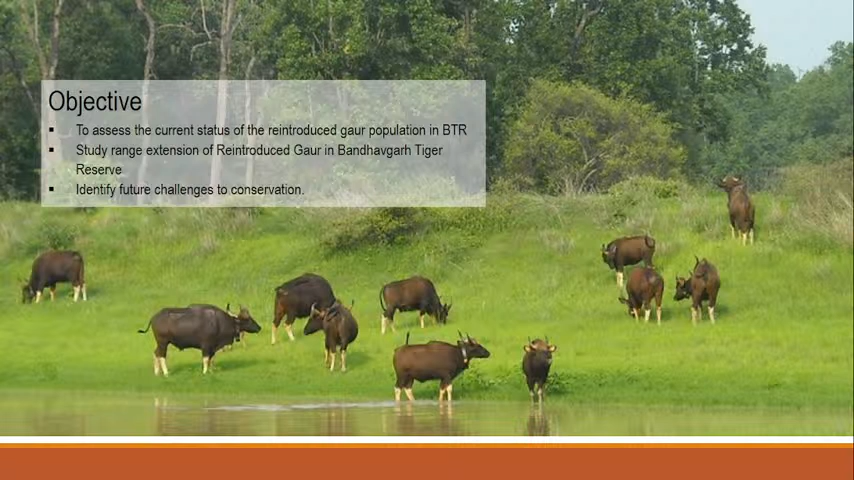 Objective
▪ To assess the current status of the reintroduced gaur population in BTR
▪ Study range extension of Reintroduced Gaur in Bandhavgarh Tiger
Reserve
▪ Identify future challenges to conservation.